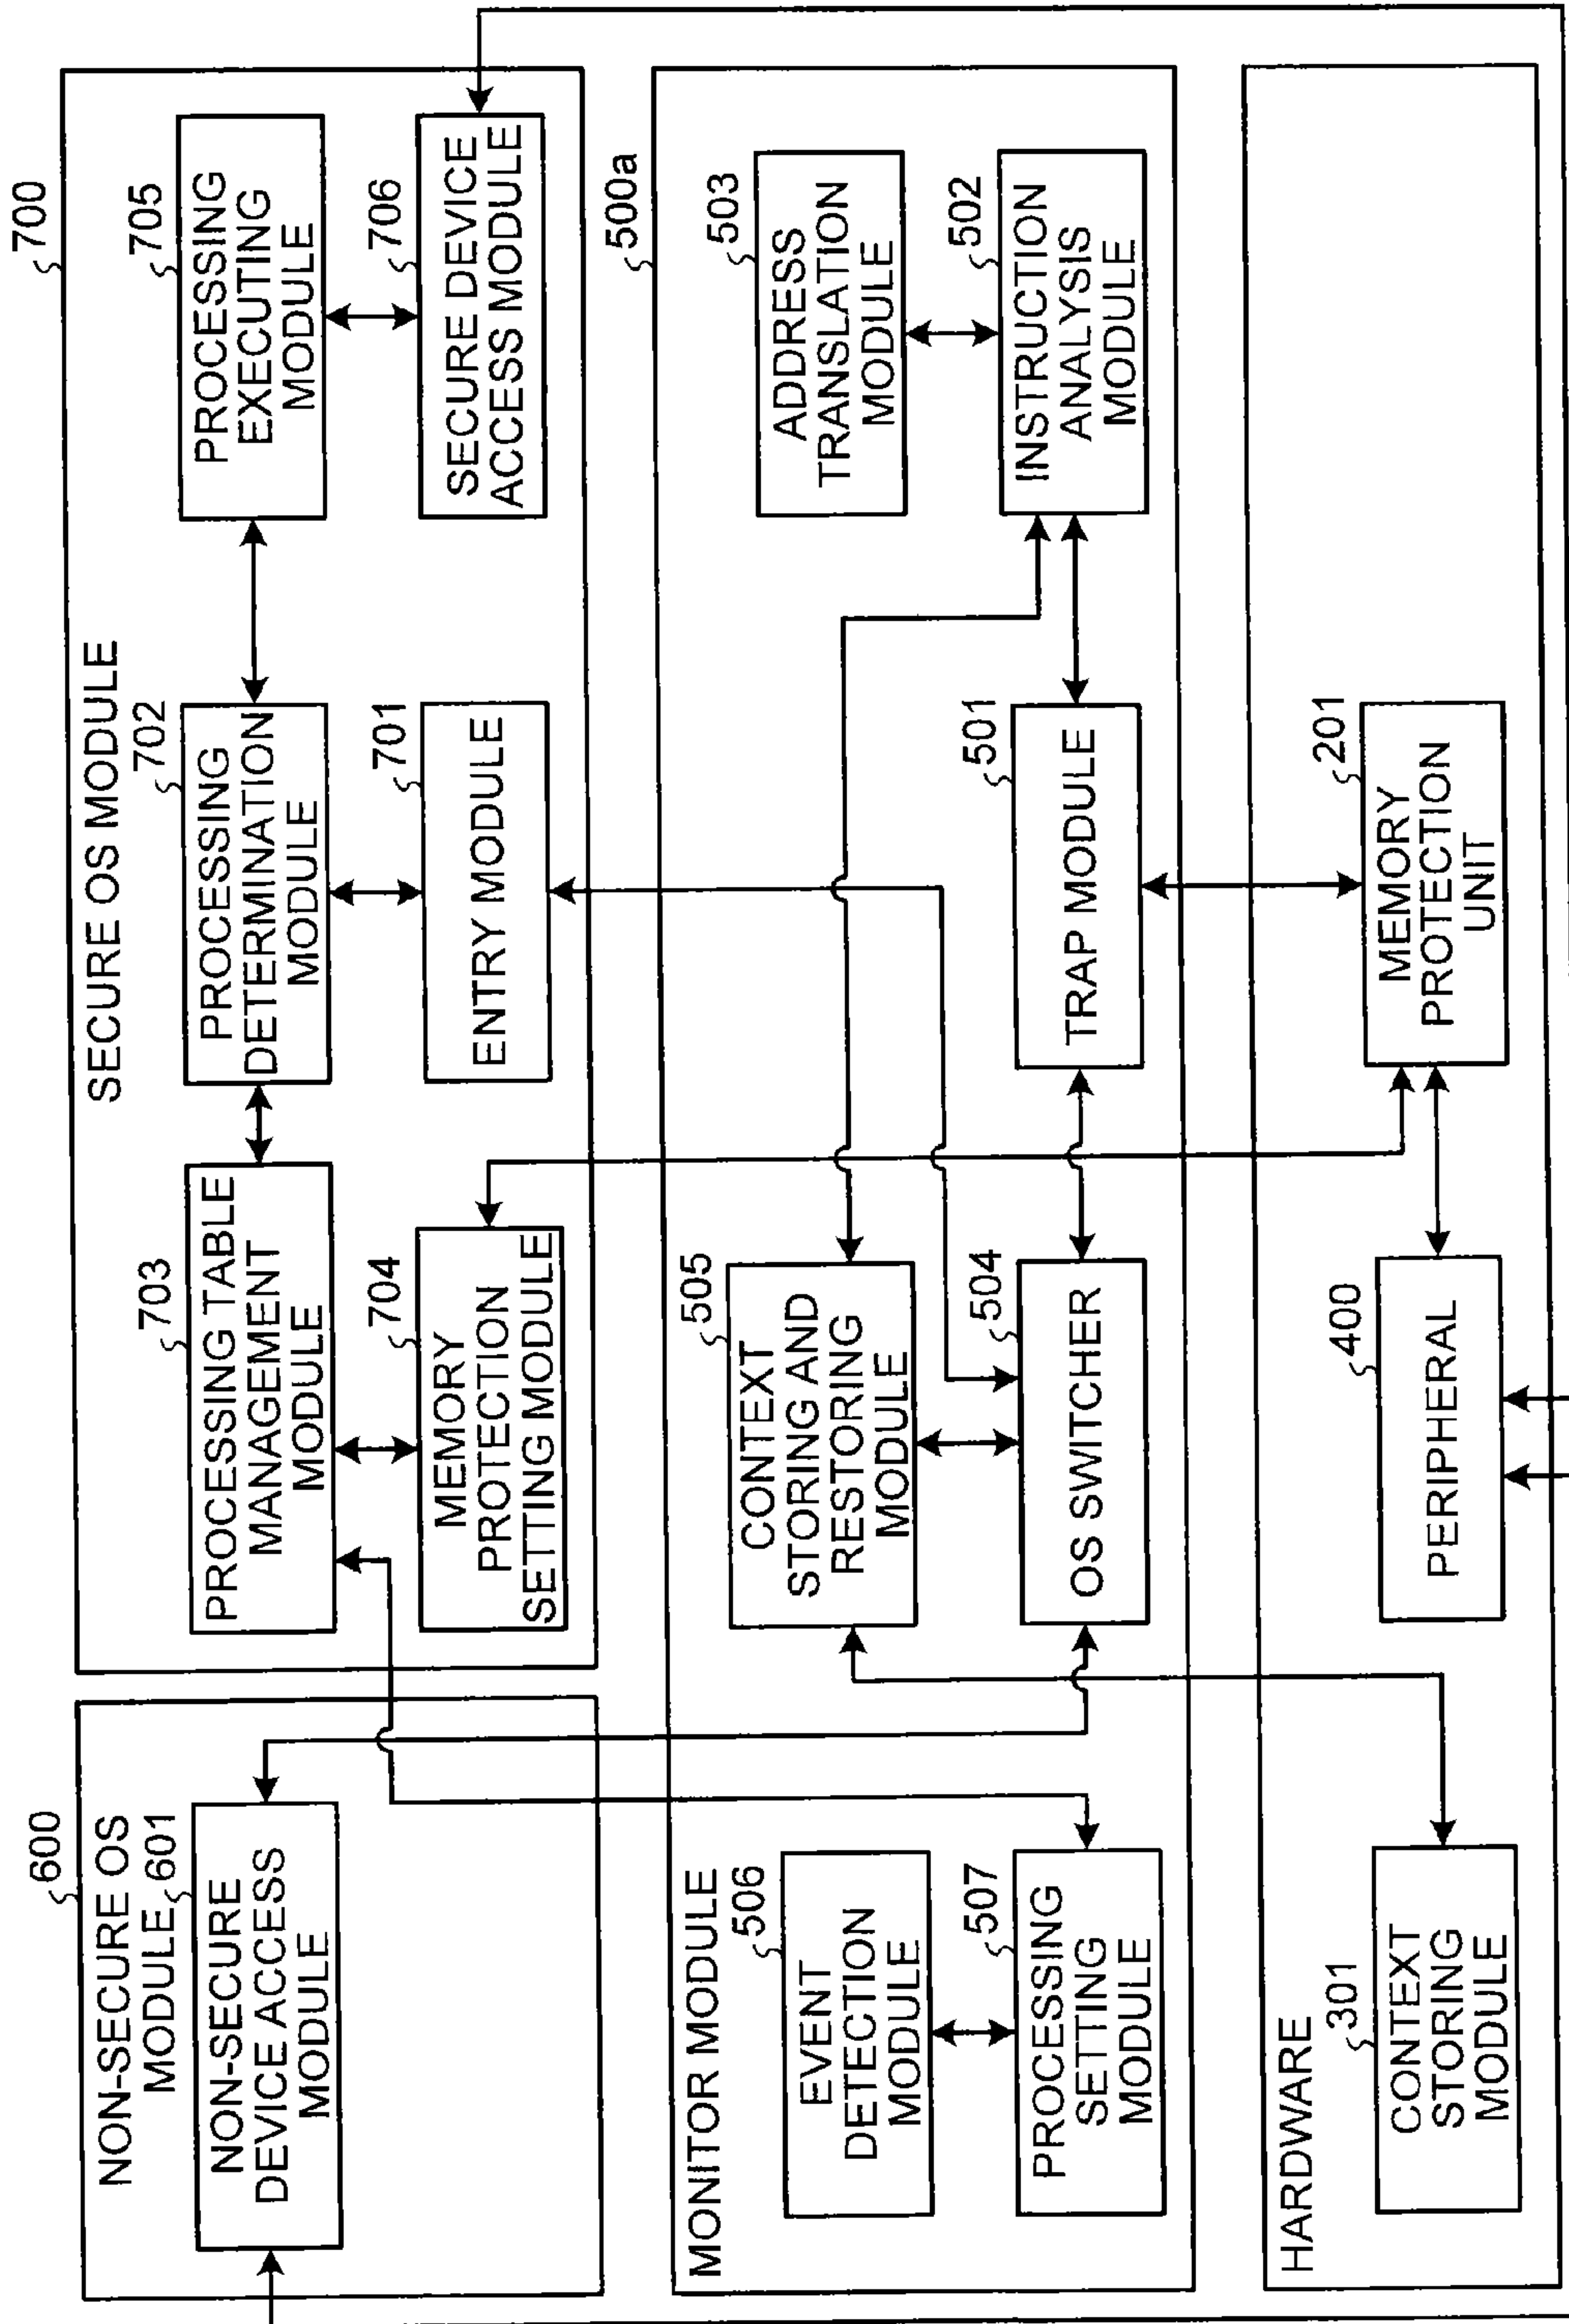 600
NON-SECURE OS
MODULE
601
NON-SECURE
DEVICE ACCESS
MODULE
700
SECURE OS MODULE
703
PROCESSING TABLE
MANAGEMENT
MODULE
704
MEMORY
PROTECTION
SETTING MODULE
702
PROCESSING
DETERMINATION
MODULE
701
ENTRY MODULE
705
PROCESSING
EXECUTING
MODULE
706
SECURE DEVICE
ACCESS MODULE
500a
MONITOR MODULE
506
EVENT
DETECTION
MODULE
507
PROCESSING
SETTING
MODULE
505
CONTEXT
STORING AND
RESTORING
MODULE
504
OS SWITCHER
501
TRAP MODULE
503
ADDRESS
TRANSLATION
MODULE
502
INSTRUCTION
ANALYSIS
MODULE
HARDWARE
301
CONTEXT
STORING
MODULE
400
PERIPHERAL
201
MEMORY
PROTECTION
UNIT